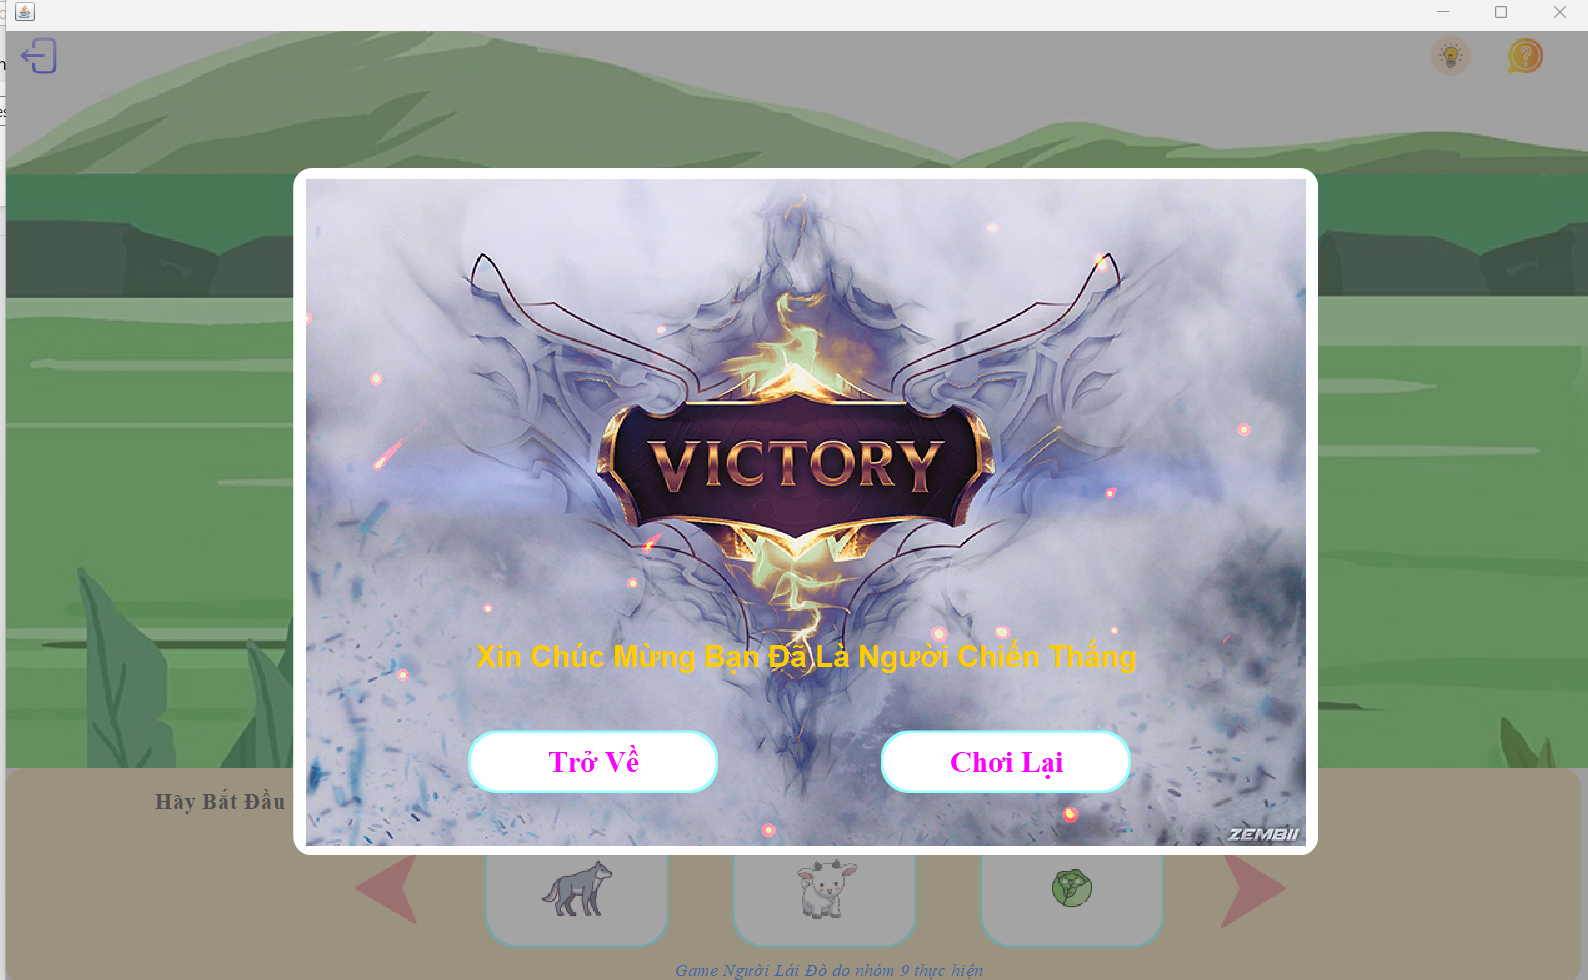 VICTORY
Xin Chúc Mừng Bạn Đã Là Người Chiến Thắng
Trở Về
Chơi Lại
ZEMBII
Hãy Bắt Đầu
Game Người Lái Đò do nhóm 9 thực hiện